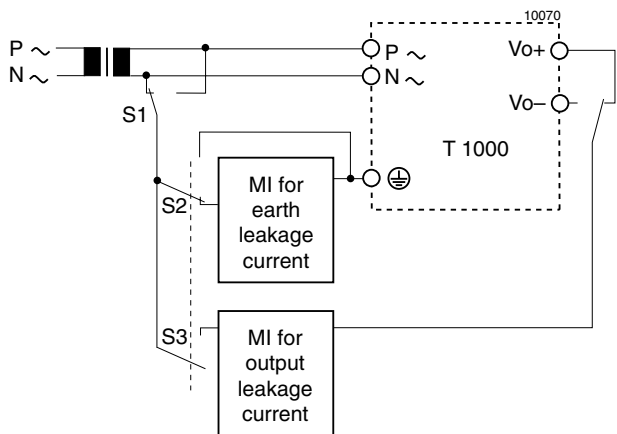 10070
P ~
N ~
P ~
N ~
Vo+
Vo–
S1
T 1000
S2
MI for
earth
leakage
current
S3
MI for
output
leakage
current